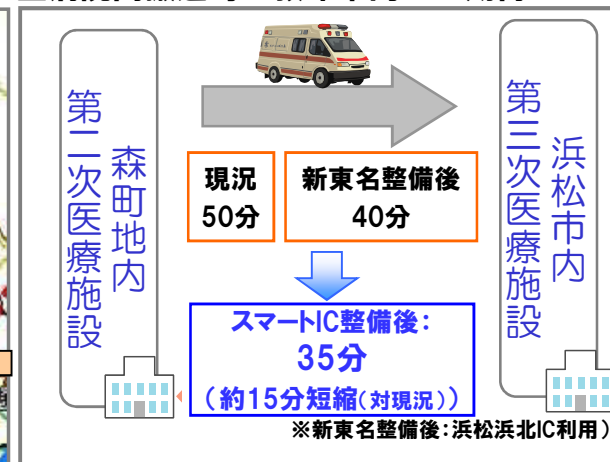 森町地内
第二次医療施設
現況
50分
新東名整備後
40分
スマートIC整備後:
35分
(約15分短縮(対現況))
浜松市内
第三次医療施設
※新東名整備後:浜松浜北IC利用)